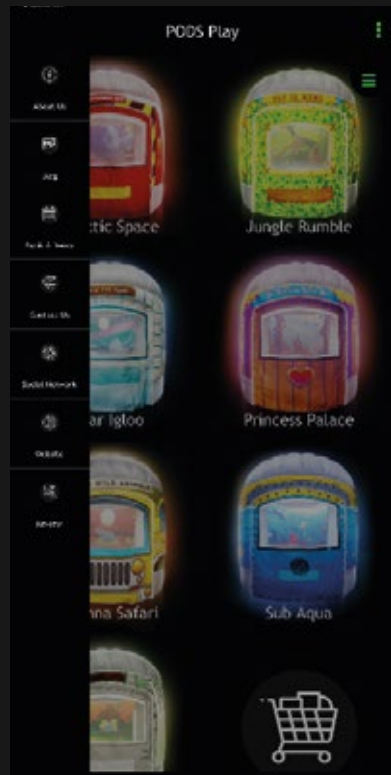 PODS Play
About Us
FAQ
Contact Us
Social Network
Website
ctic Space
Jungle Rumble
ar Igloo
Princess Palace
nna Safari
Sub Aqua